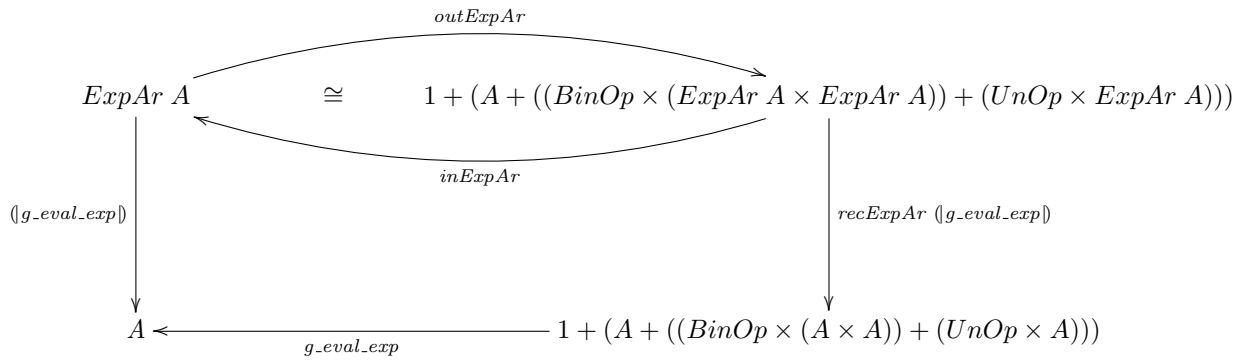 outExpAr
ExpAr A ≅ 1 + (A + ((BinOp × (ExpAr A × ExpAr A)) + (UnOp × ExpAr A)))
inExpAr
⦇g_eval_exp⦈ recExpAr ⦇g_eval_exp⦈
A 1 + (A + ((BinOp × (A × A)) + (UnOp × A)))
g_eval_exp